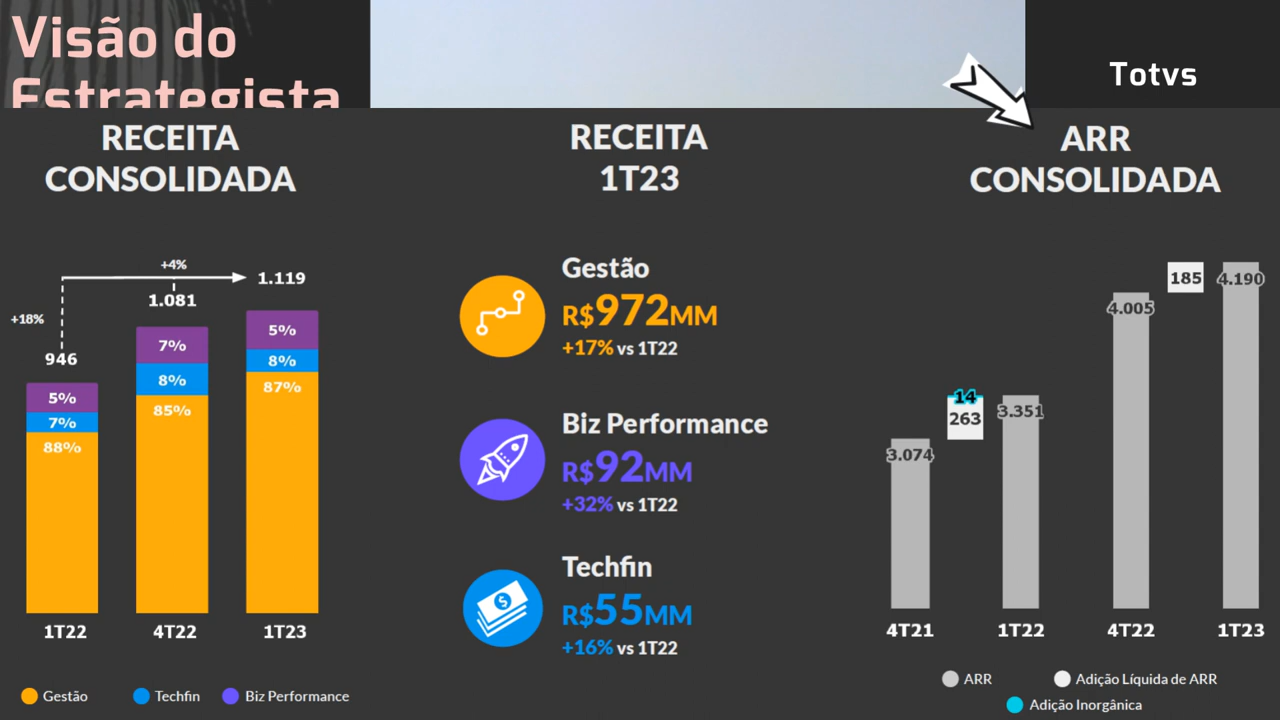 Visão do
Estrategista
Totvs
RECEITA
CONSOLIDADA
+4%
1.119
1.081
+18%
946
5%
7%
88%
7%
8%
85%
5%
8%
87%
1T22
4T22
1T23
Gestão
Techfin
Biz Performance
RECEITA
1T23
Gestão
R$972MM
+17% vs 1T22
Biz Performance
R$92MM
+32% vs 1T22
Techfin
R$55MM
+16% vs 1T22
ARR
CONSOLIDADA
185
4.190
4.005
14
263
3.351
3.074
4T21
1T22
4T22
1T23
ARR
Adição Líquida de ARR
Adição Inorgânica